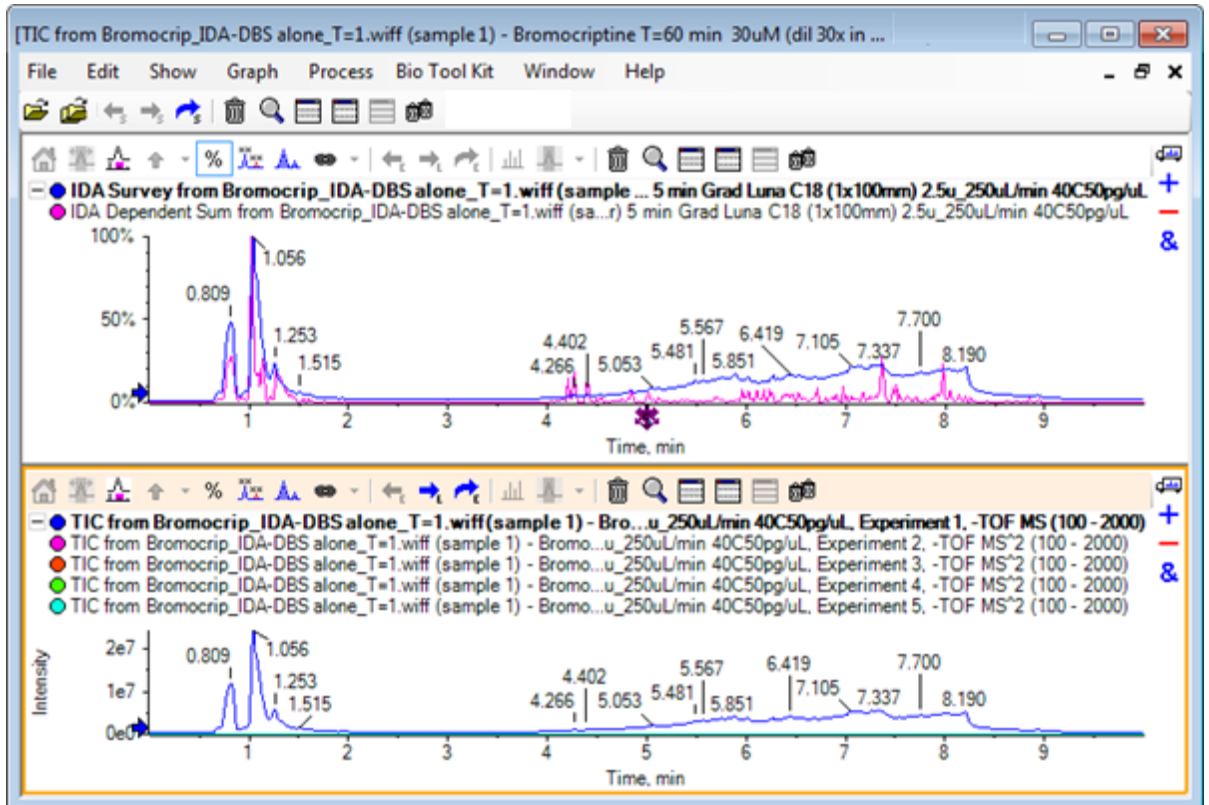 [TIC from Bromocrip_IDA-DBS alone_T=1.wiff (sample 1) - Bromocriptine T=60 min 30uM (dil 30x in ...
File Edit Show Graph Process Bio Tool Kit Window Help
%
IDA Survey from Bromocrip_IDA-DBS alone_T=1.wiff (sample ... 5 min Grad Luna C18 (1x100mm) 2.5u_250uL/min 40C50pg/uL
IDA Dependent Sum from Bromocrip_IDA-DBS alone_T=1.wiff (sa...r) 5 min Grad Luna C18 (1x100mm) 2.5u_250uL/min 40C50pg/uL
&
100%
1.056
0.809
50%
1.253
1.515
4.402
4.266
5.053
5.481
5.567
5.851
6.419
7.105
7.337
7.700
8.190
0%
1 2 3 4 5 6 7 8 9
Time, min
%
TIC from Bromocrip_IDA-DBS alone_T=1.wiff (sample 1) - Bro...u_250uL/min 40C50pg/uL, Experiment 1, -TOF MS (100 - 2000)
TIC from Bromocrip_IDA-DBS alone_T=1.wiff (sample 1) - Bromo...u_250uL/min 40C50pg/uL, Experiment 2, -TOF MS^2 (100 - 2000)
TIC from Bromocrip_IDA-DBS alone_T=1.wiff (sample 1) - Bromo...u_250uL/min 40C50pg/uL, Experiment 3, -TOF MS^2 (100 - 2000)
TIC from Bromocrip_IDA-DBS alone_T=1.wiff (sample 1) - Bromo...u_250uL/min 40C50pg/uL, Experiment 4, -TOF MS^2 (100 - 2000)
TIC from Bromocrip_IDA-DBS alone_T=1.wiff (sample 1) - Bromo...u_250uL/min 40C50pg/uL, Experiment 5, -TOF MS^2 (100 - 2000)
&
Intensity
2e7
1e7
0e0
0.809
1.056
1.253
1.515
4.266
4.402
5.053
5.481
5.567
5.851
6.419
7.105
7.337
7.700
8.190
1 2 3 4 5 6 7 8 9
Time, min